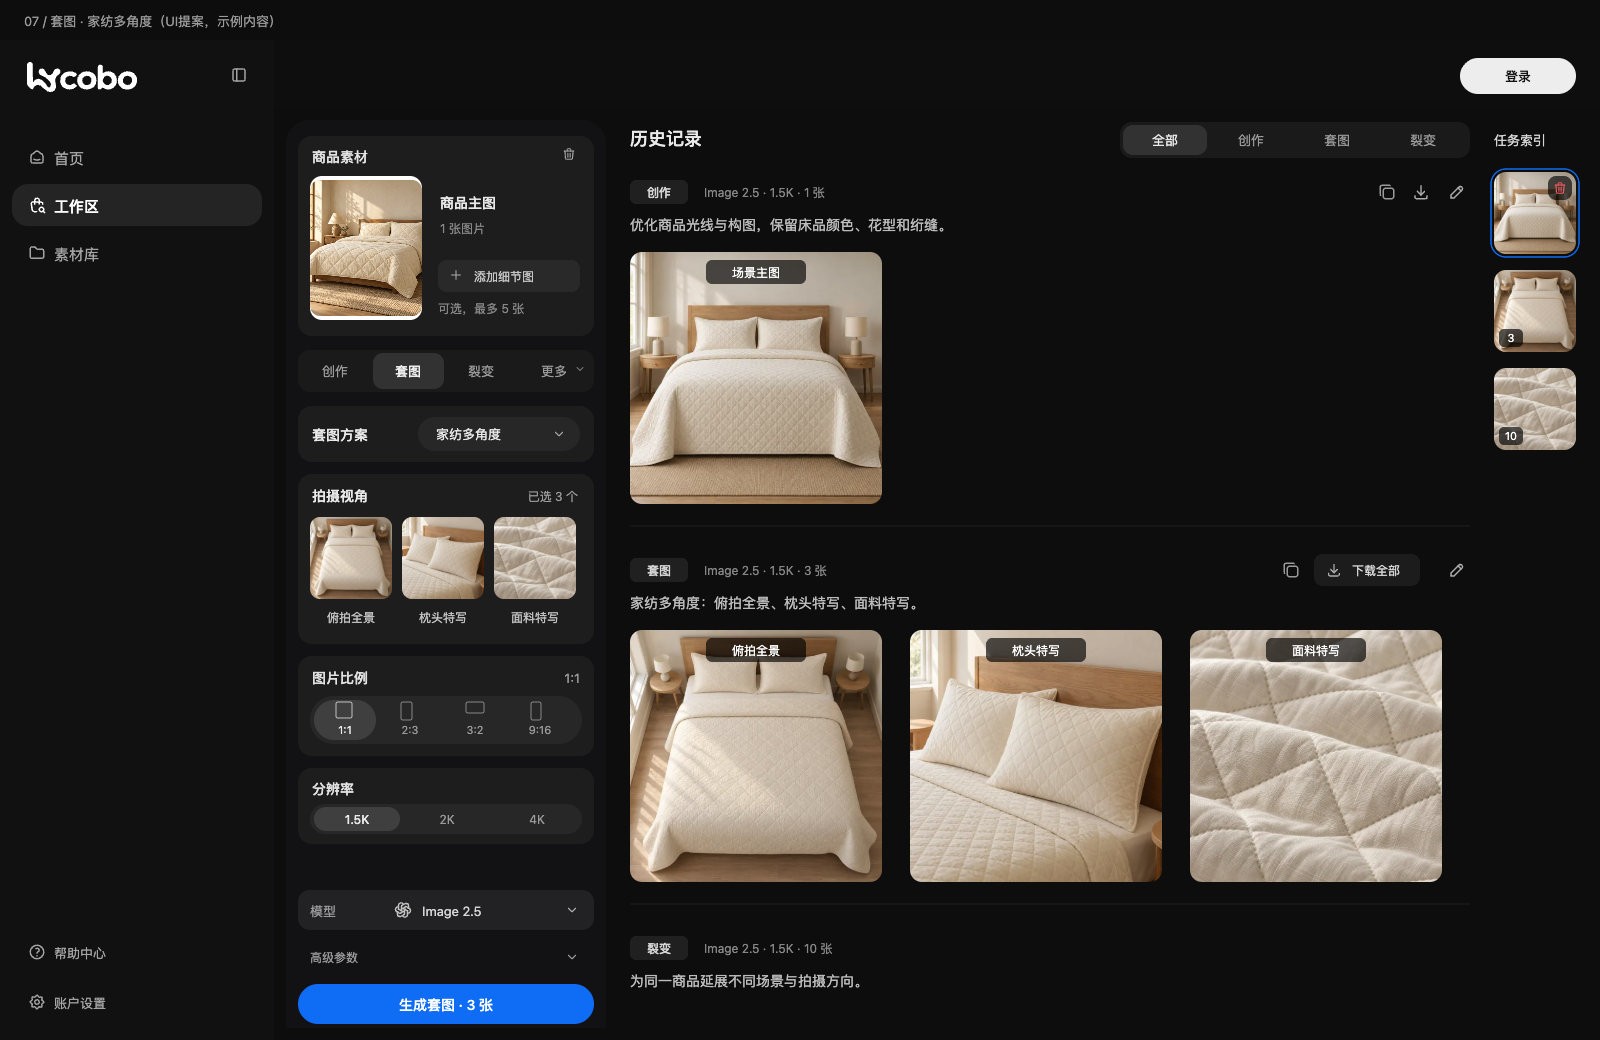 07 / 套图 · 家纺多角度（UI提案，示例内容）
lycobo
登录
首页
工作区
素材库
帮助中心
账户设置
商品素材
商品主图
1 张图片
添加细节图
可选，最多 5 张
创作 套图 裂变 更多
套图方案 家纺多角度
拍摄视角 已选 3 个
俯拍全景 枕头特写 面料特写
图片比例 1:1
1:1 2:3 3:2 9:16
分辨率
1.5K 2K 4K
模型 Image 2.5
高级参数
生成套图 · 3 张
历史记录
全部 创作 套图 裂变
创作 Image 2.5 · 1.5K · 1 张
优化商品光线与构图，保留床品颜色、花型和绗缝。
场景主图
套图 Image 2.5 · 1.5K · 3 张 下载全部
家纺多角度：俯拍全景、枕头特写、面料特写。
俯拍全景 枕头特写 面料特写
裂变 Image 2.5 · 1.5K · 10 张
为同一商品延展不同场景与拍摄方向。
任务索引
3
10